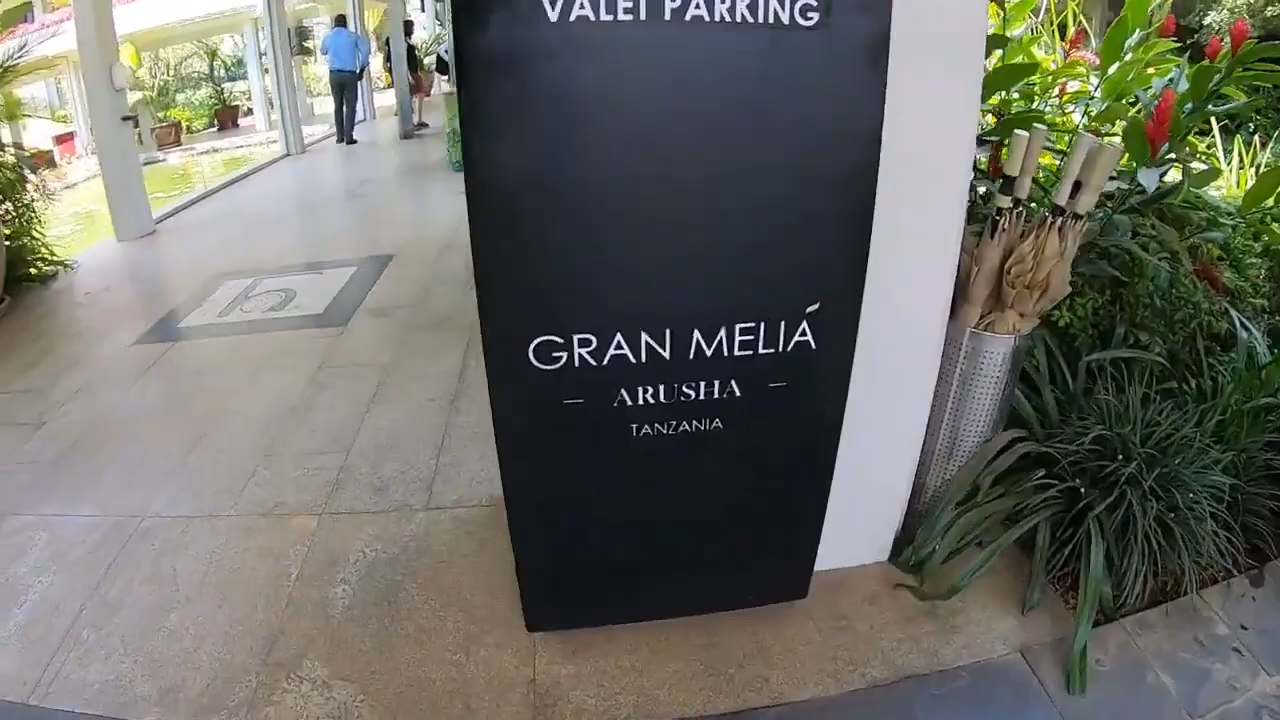 VALET PARKING
GRAN MELIÁ
— ARUSHA —
TANZANIA